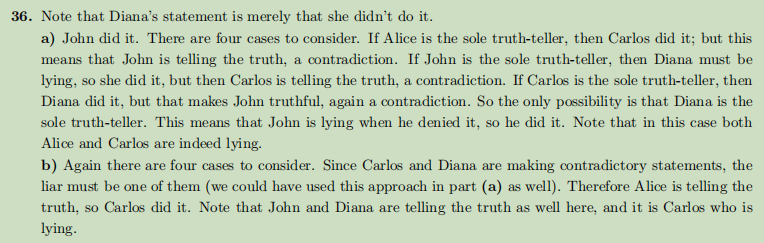 36. Note that Diana's statement is merely that she didn't do it.
a) John did it. There are four cases to consider. If Alice is the sole truth-teller, then Carlos did it; but this
means that John is telling the truth, a contradiction. If John is the sole truth-teller, then Diana must be
lying, so she did it, but then Carlos is telling the truth, a contradiction. If Carlos is the sole truth-teller, then
Diana did it, but that makes John truthful, again a contradiction. So the only possibility is that Diana is the
sole truth-teller. This means that John is lying when he denied it, so he did it. Note that in this case both
Alice and Carlos are indeed lying.
b) Again there are four cases to consider. Since Carlos and Diana are making contradictory statements, the
liar must be one of them (we could have used this approach in part (a) as well). Therefore Alice is telling the
truth, so Carlos did it. Note that John and Diana are telling the truth as well here, and it is Carlos who is
lying.